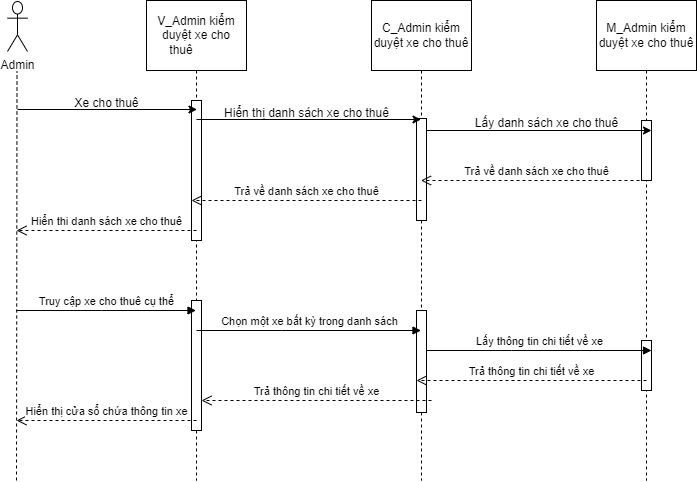 V_Admin kiểm
duyệt xe cho
thuê
C_Admin kiểm
duyệt xe cho thuê
M_Admin kiểm
duyệt xe cho thuê
Admin
Xe cho thuê
Hiển thị danh sách xe cho thuê
Lấy danh sách xe cho thuê
Trả về danh sách xe cho thuê
Trả về danh sách xe cho thuê
Hiển thi danh sách xe cho thuê
Truy cập xe cho thuê cụ thể
Chọn một xe bất kỳ trong danh sách
Lấy thông tin chi tiết về xe
Trả thông tin chi tiết về xe
Trả thông tin chi tiết về xe
Hiển thị cửa sổ chứa thông tin xe